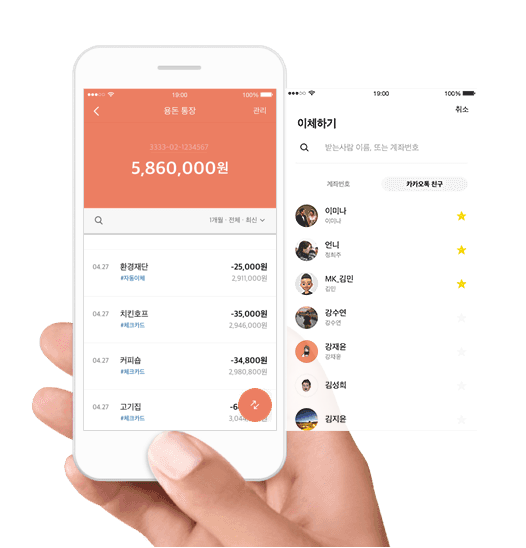 19:00
100%
용돈 통장
관리
3333-02-1234567
5,860,000원
1개월 · 전체 · 최신
04.27 환경재단 -25,000원
#자동이체 2,911,000원
04.27 치킨호프 -35,000원
#체크카드 2,946,000원
04.27 커피숍 -34,800원
#체크카드 2,980,800원
04.27 고기집
#체크카드
19:00
100%
취소
이체하기
받는사람 이름, 또는 계좌번호
계좌번호
카카오톡 친구
이미나
이미나
언니
정희주
MK_김민
김민
강수연
강수연
강재윤
강재윤
김성희
김지윤